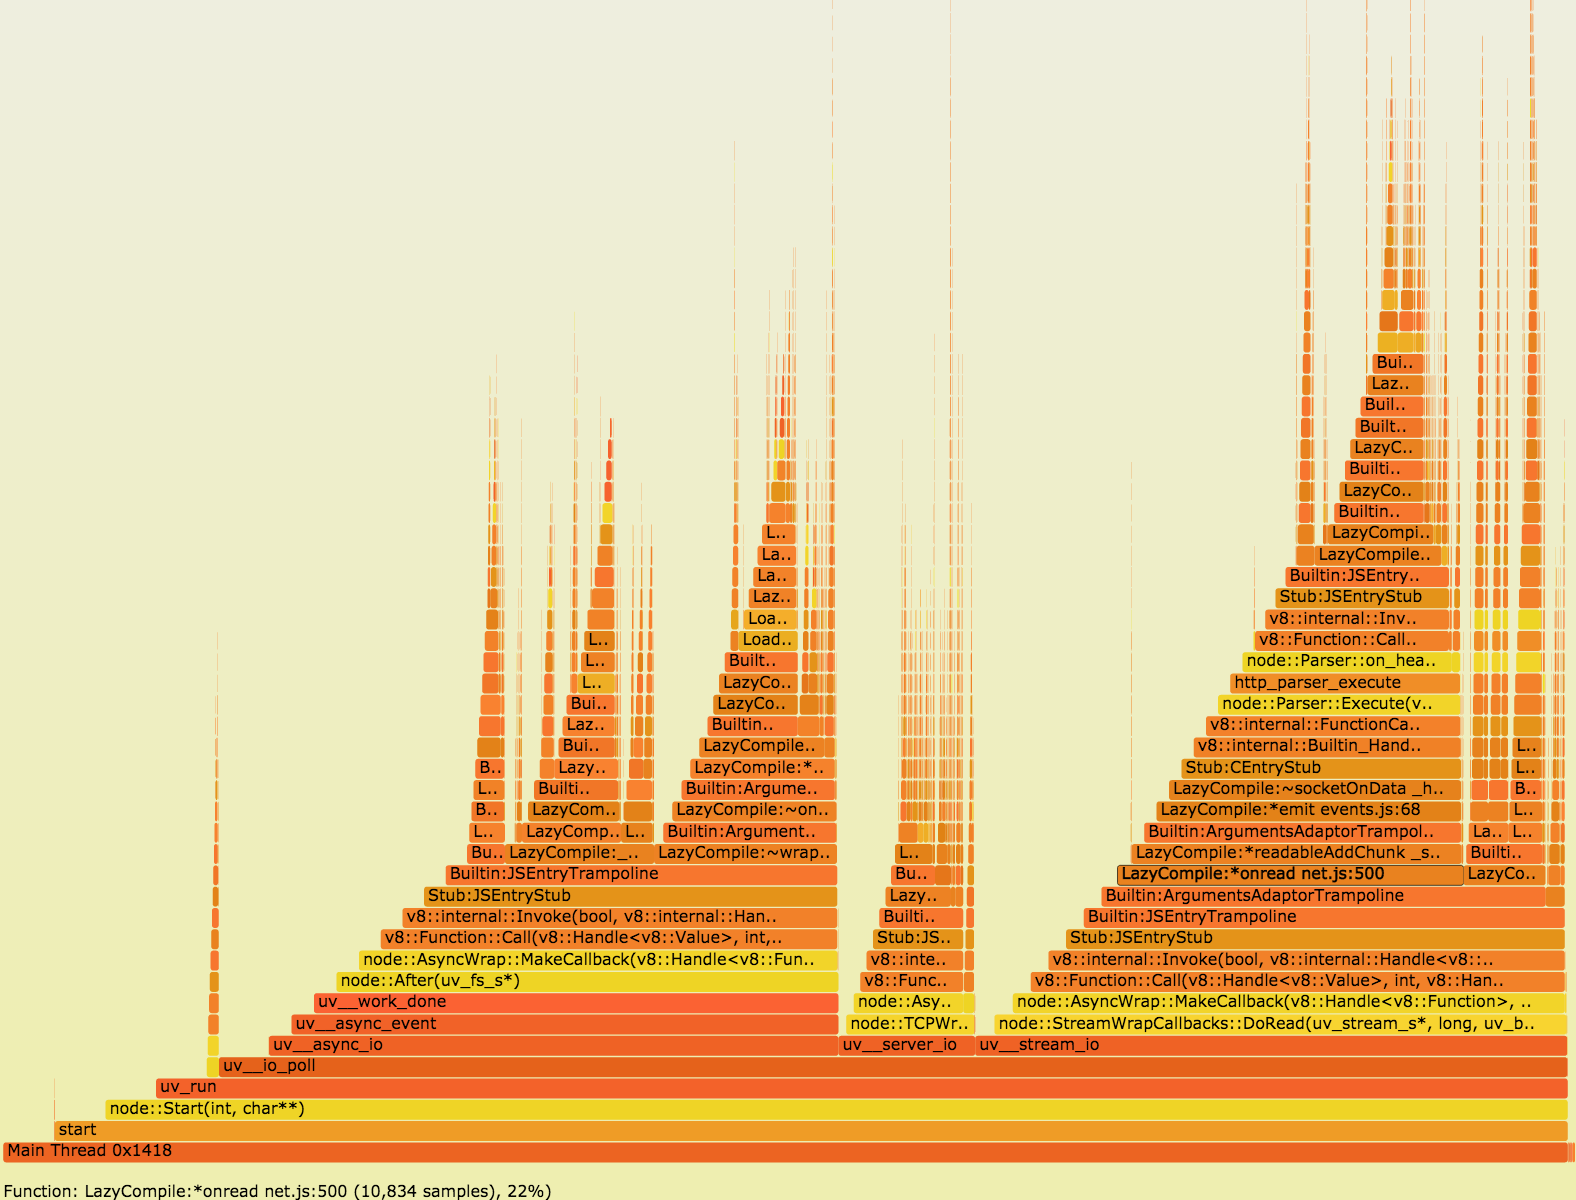 Bui..
Laz..
Buil..
Built..
LazyC..
Builti..
LazyCo..
Builtin..
L.. LazyCompi..
La.. LazyCompile..
La.. Builtin:JSEntry..
Laz.. Stub:JSEntryStub
Loa.. v8::internal::Inv..
L.. Load.. v8::Function::Call..
L.. Built.. node::Parser::on_hea..
L.. LazyCo.. http_parser_execute
Bui.. LazyCo.. node::Parser::Execute(v..
Laz.. Builtin.. v8::internal::FunctionCa..
Bui.. LazyCompile.. v8::internal::Builtin_Hand.. L..
B.. Lazy.. LazyCompile:*.. Stub:CEntryStub L..
L.. Builti.. Builtin:Argume.. LazyCompile:~socketOnData _h.. B..
B.. LazyCom.. LazyCompile:~on.. LazyCompile:*emit events.js:68 L..
L.. LazyComp.. L.. Builtin:Argument.. Builtin:ArgumentsAdaptorTrampol.. La.. L..
Bu.. LazyCompile:_.. LazyCompile:~wrap.. L.. LazyCompile:*readableAddChunk _s.. Builti..
Builtin:JSEntryTrampoline Bu.. LazyCompile:*onread net.js:500 LazyCo..
Stub:JSEntryStub Lazy.. Builtin:ArgumentsAdaptorTrampoline
v8::internal::Invoke(bool, v8::internal::Han.. Builti.. Builtin:JSEntryTrampoline
v8::Function::Call(v8::Handle<v8::Value>, int,.. Stub:JS.. Stub:JSEntryStub
node::AsyncWrap::MakeCallback(v8::Handle<v8::Fun.. v8::inte.. v8::internal::Invoke(bool, v8::internal::Handle<v8::..
node::After(uv_fs_s*) v8::Func.. v8::Function::Call(v8::Handle<v8::Value>, int, v8::Han..
uv__work_done node::Asy.. node::AsyncWrap::MakeCallback(v8::Handle<v8::Function>, ..
uv__async_event node::TCPWr.. node::StreamWrapCallbacks::DoRead(uv_stream_s*, long, uv_b..
uv__async_io uv__server_io uv__stream_io
uv__io_poll
uv_run
node::Start(int, char**)
start
Main Thread 0x1418
Function: LazyCompile:*onread net.js:500 (10,834 samples), 22%)